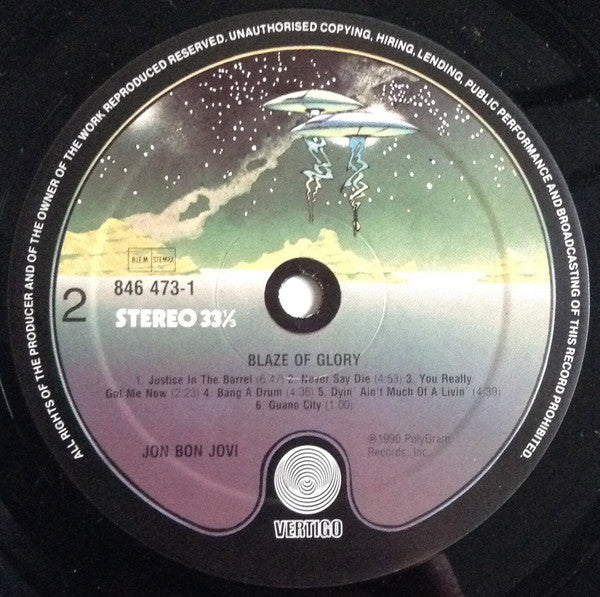 ALL RIGHTS OF THE PRODUCER AND OF THE OWNER OF THE WORK REPRODUCED RESERVED. UNAUTHORISED COPYING, HIRING, LENDING, PUBLIC PERFORMANCE AND BROADCASTING OF THIS RECORD PROHIBITED.
B.I.E.M. STEMRA
2
846 473-1
STEREO 33⅓
BLAZE OF GLORY
1. Justice In The Barrel (6:47) 2. Never Say Die (4:53) 3. You Really
Got Me Now (2:23) 4. Bang A Drum (4:36) 5. Dyin' Ain't Much Of A Livin' (4:39)
6. Guano City (1:00)
JON BON JOVI
℗1990 PolyGram
Records, Inc.
VERTIGO